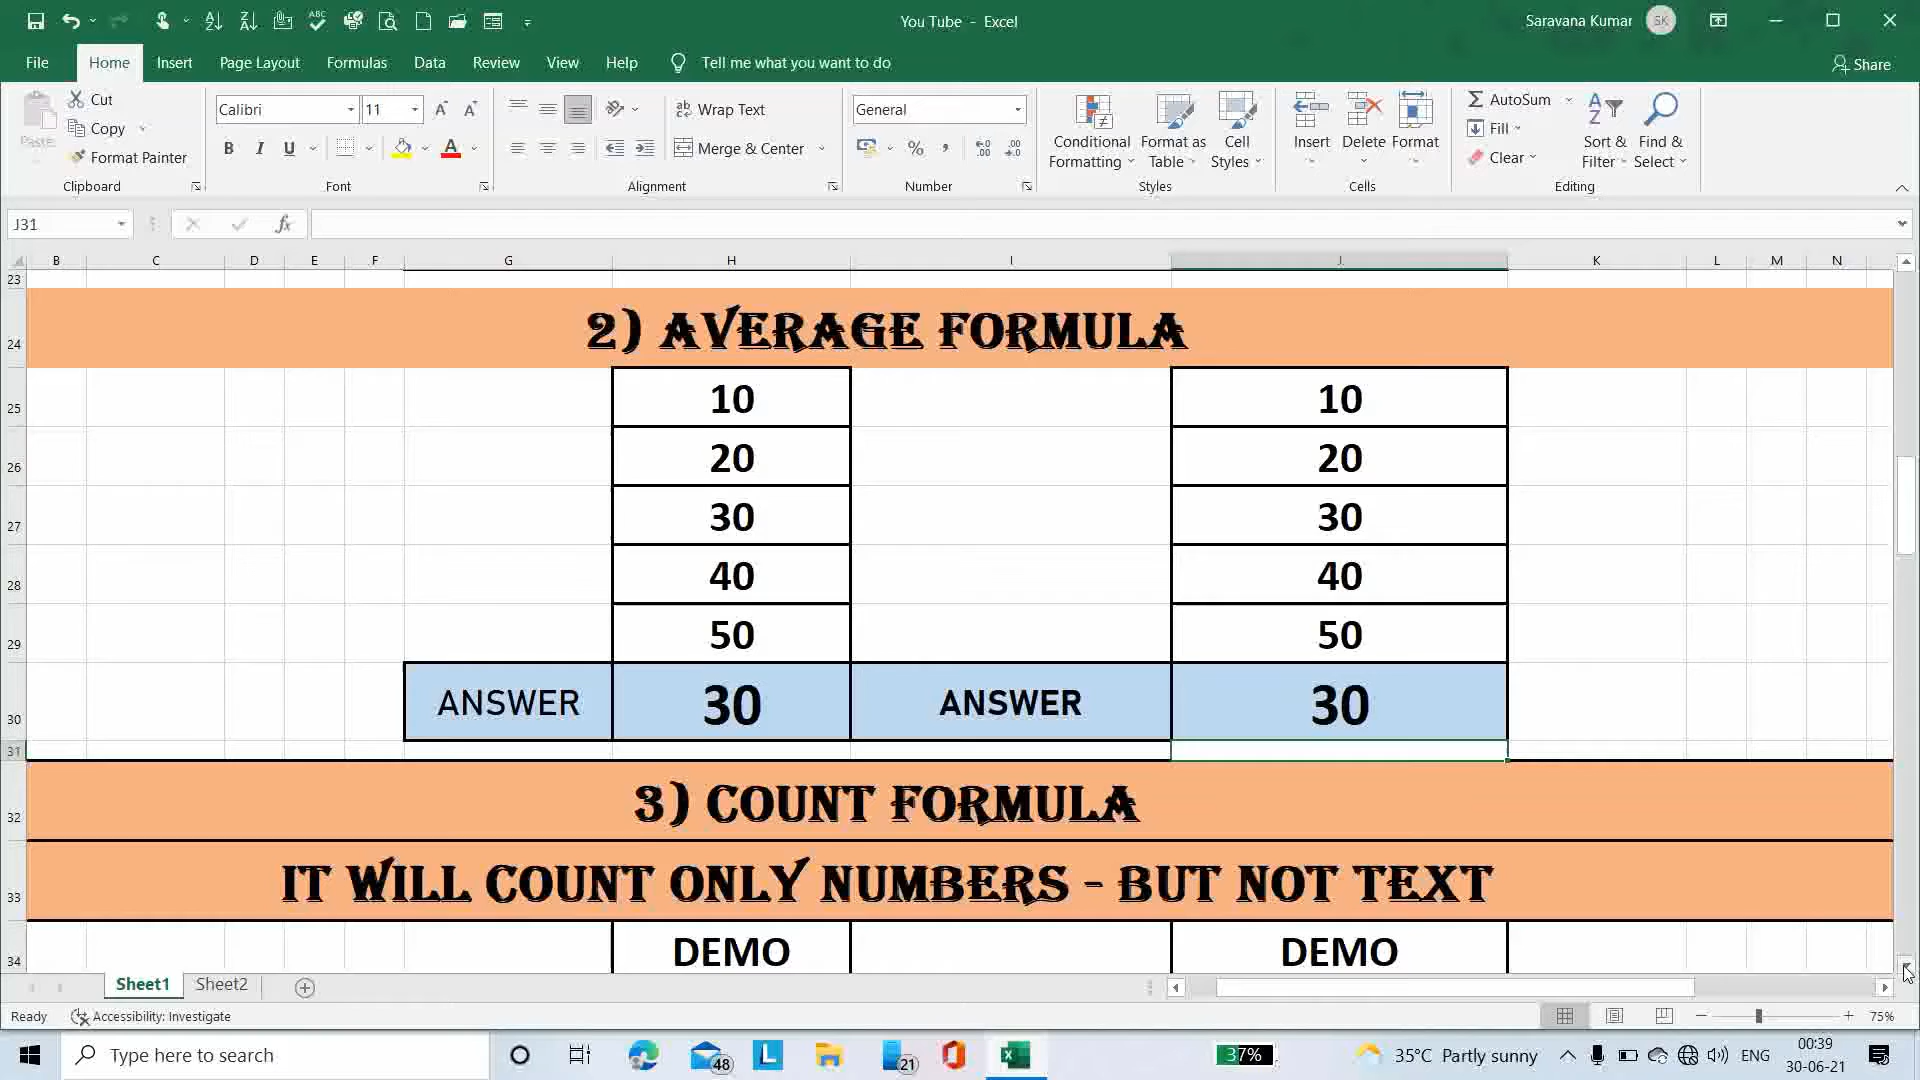 You Tube - Excel
Saravana Kumar SK
File Home Insert Page Layout Formulas Data Review View Help Tell me what you want to do Share
Paste Cut
Copy
Format Painter
Calibri 11
B I U A
ab Wrap Text
Merge & Center
General
% ,
Conditional Formatting
Format as Table
Cell Styles
Insert Delete Format
AutoSum
Fill
Clear
Sort & Filter
Find & Select
Clipboard Font Alignment Number Styles Cells Editing
J31 fx
B C D E F G H I J K L M N
23
24 2) AVERAGE FORMULA
25 10 10
26 20 20
27 30 30
28 40 40
29 50 50
30 ANSWER 30 ANSWER 30
31
32 3) COUNT FORMULA
33 IT WILL COUNT ONLY NUMBERS - BUT NOT TEXT
34 DEMO DEMO
Sheet1 Sheet2
Ready Accessibility: Investigate 75%
Type here to search 48 L 21 37% 35°C Partly sunny ENG 00:39
30-06-21